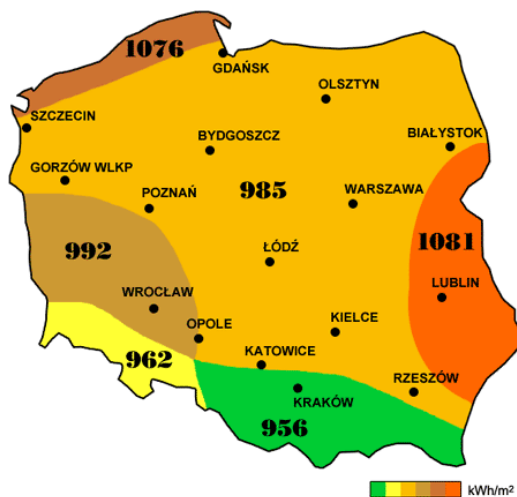 1076
GDAŃSK
OLSZTYN
SZCZECIN
BYDGOSZCZ
BIAŁYSTOK
GORZÓW WLKP
POZNAŃ
985
WARSZAWA
992
ŁÓDŹ
1081
WROCŁAW
LUBLIN
OPOLE
KIELCE
962
KATOWICE
RZESZÓW
KRAKÓW
956
kWh/m²